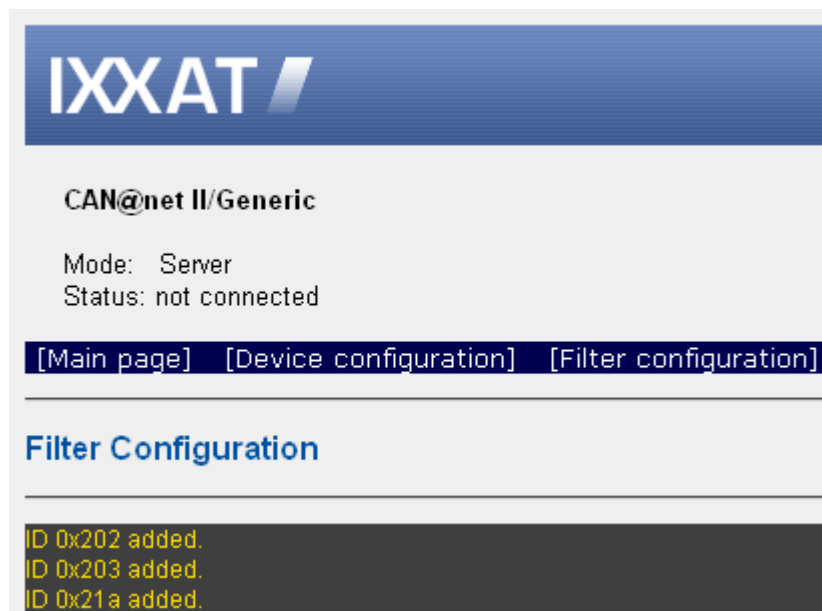 IXXAT
CAN@net II/Generic
Mode: Server
Status: not connected
[Main page] [Device configuration] [Filter configuration]
Filter Configuration
ID 0x202 added.
ID 0x203 added.
ID 0x21a added.